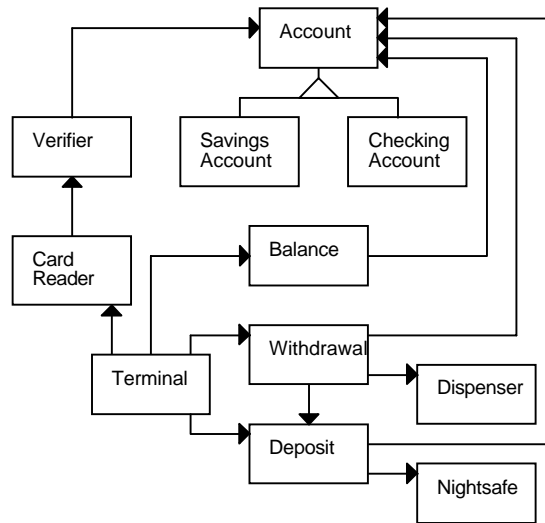 Account
Verifier
Savings
Account
Checking
Account
Card
Reader
Balance
Terminal
Withdrawal
Dispenser
Deposit
Nightsafe